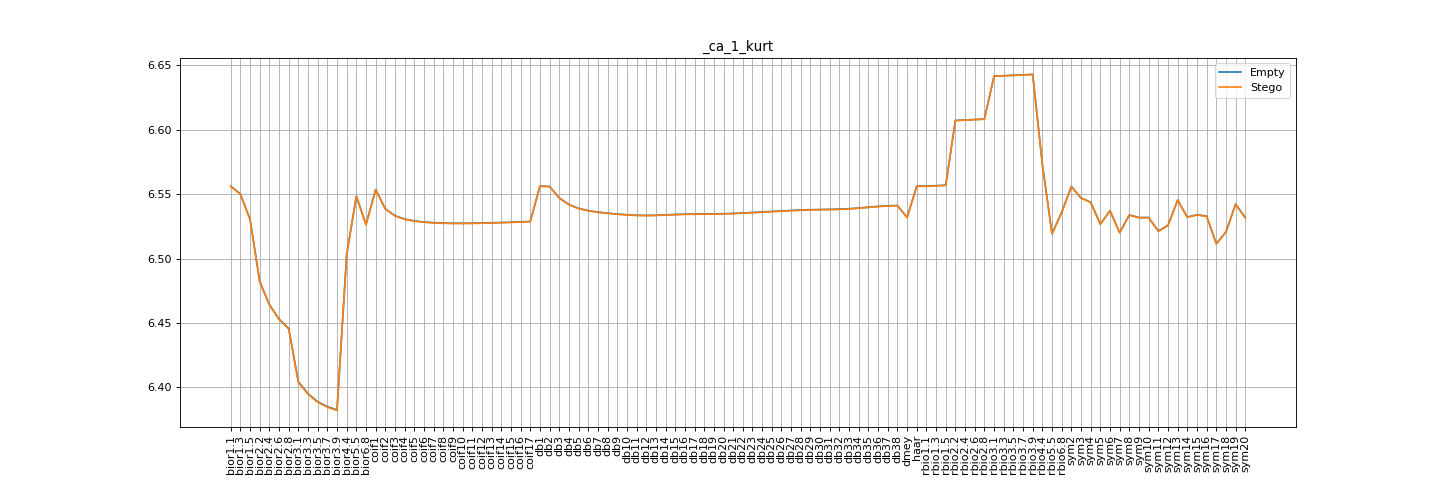 _ca_1_kurt
Empty
Stego
6.65
6.60
6.55
6.50
6.45
6.40
bior1.1
bior1.3
bior1.5
bior2.2
bior2.4
bior2.6
bior2.8
bior3.1
bior3.3
bior3.5
bior3.7
bior3.9
bior4.4
bior5.5
bior6.8
coif1
coif2
coif3
coif4
coif5
coif6
coif7
coif8
coif9
coif10
coif11
coif12
coif13
coif14
coif15
coif16
coif17
db1
db2
db3
db4
db5
db6
db7
db8
db9
db10
db11
db12
db13
db14
db15
db16
db17
db18
db19
db20
db21
db22
db23
db24
db25
db26
db27
db28
db29
db30
db31
db32
db33
db34
db35
db36
db37
db38
dmey
haar
rbio1.1
rbio1.3
rbio1.5
rbio2.2
rbio2.4
rbio2.6
rbio2.8
rbio3.1
rbio3.3
rbio3.5
rbio3.7
rbio3.9
rbio4.4
rbio5.5
rbio6.8
sym2
sym3
sym4
sym5
sym6
sym7
sym8
sym9
sym10
sym11
sym12
sym13
sym14
sym15
sym16
sym17
sym18
sym19
sym20